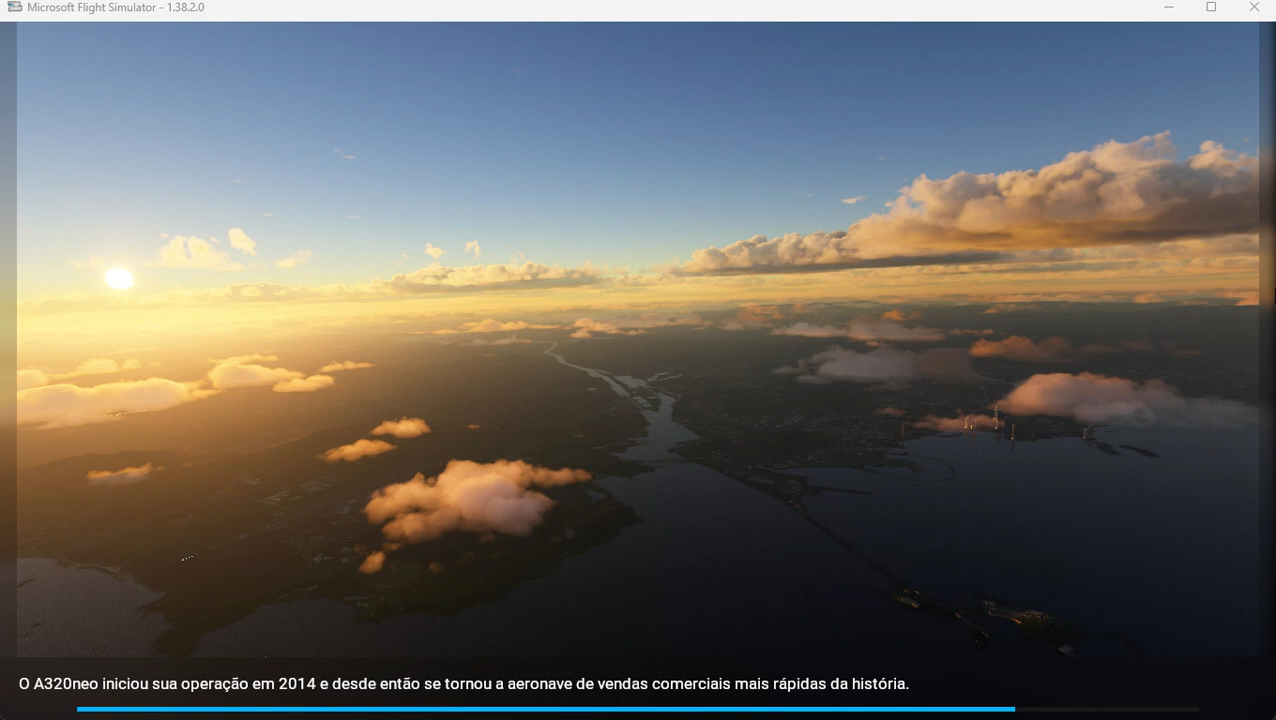 Microsoft Flight Simulator - 1.38.2.0
O A320neo iniciou sua operação em 2014 e desde então se tornou a aeronave de vendas comerciais mais rápidas da história.